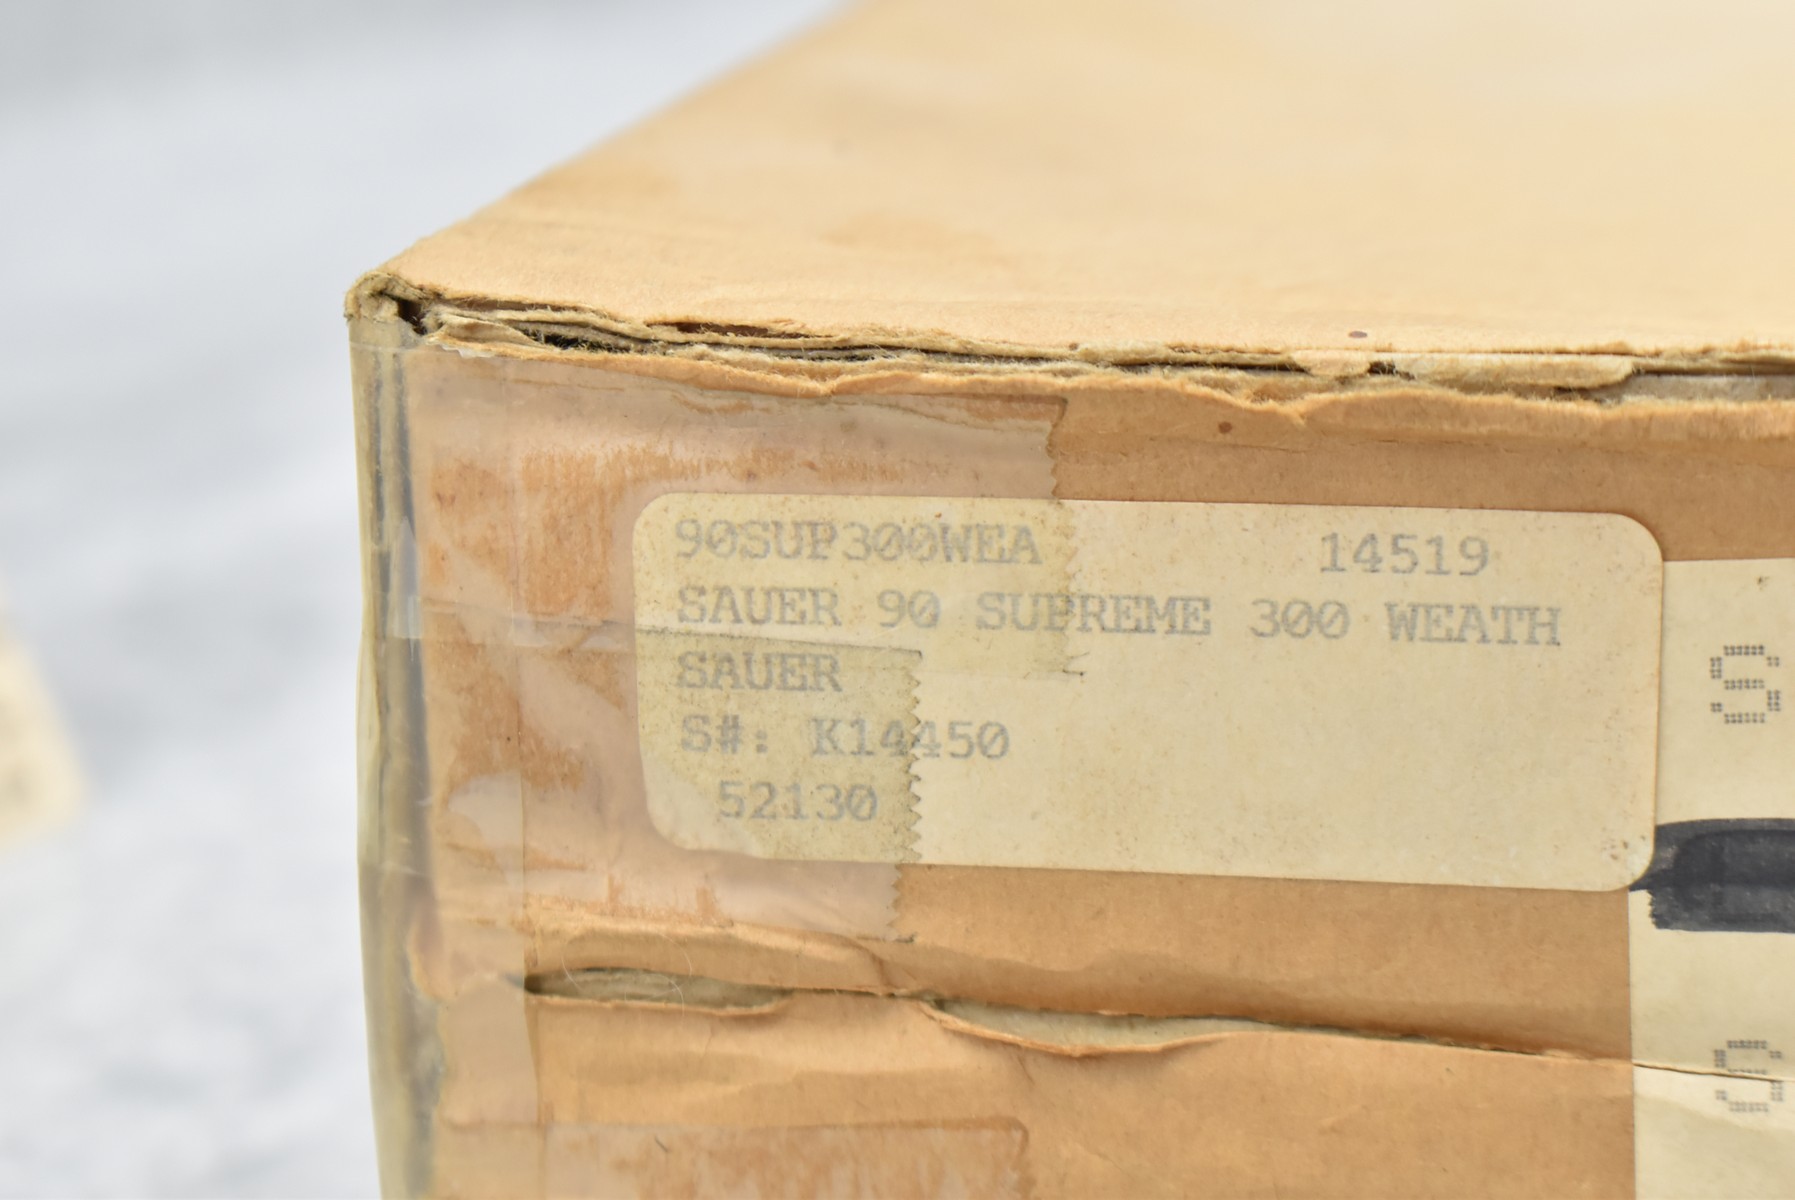 90SUP300WEA 14519
SAUER 90 SUPREME 300 WEATH
SAUER
S#: K14450
52130
S